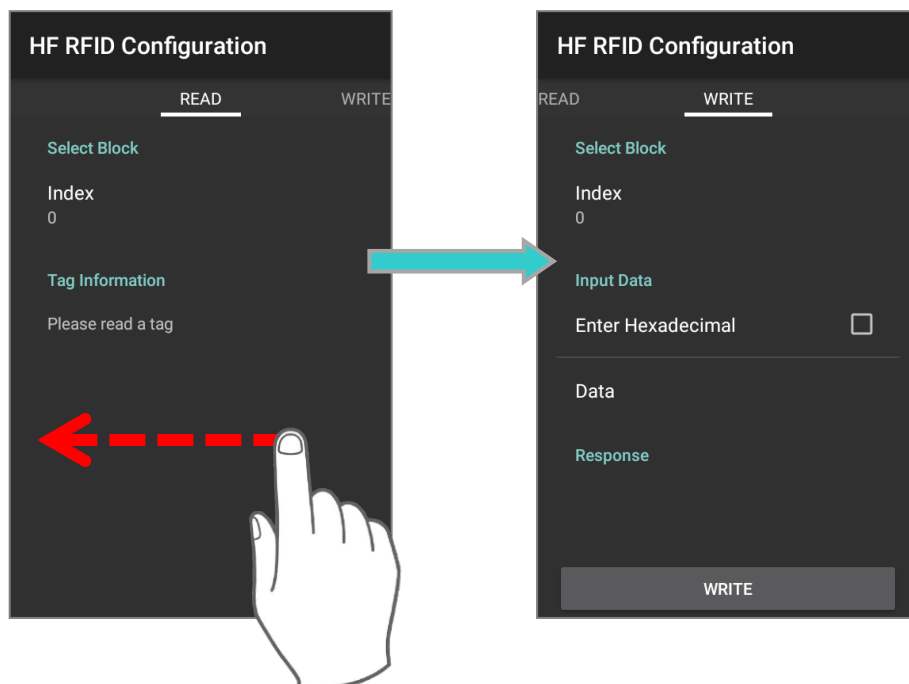 HF RFID Configuration
READ WRITE
Select Block
Index
0
Tag Information
Please read a tag
HF RFID Configuration
READ WRITE
Select Block
Index
0
Input Data
Enter Hexadecimal
Data
Response
WRITE